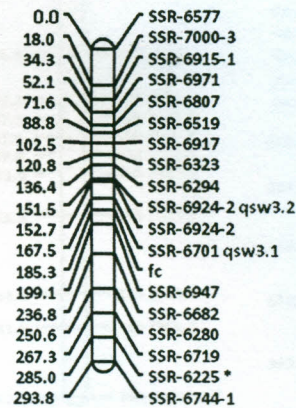 0.0 SSR-6577
18.0 SSR-7000-3
34.3 SSR-6915-1
52.1 SSR-6971
71.6 SSR-6807
88.8 SSR-6519
102.5 SSR-6917
120.8 SSR-6323
136.4 SSR-6294
151.5 SSR-6924-2 qsw3.2
152.7 SSR-6924-2
167.5 SSR-6701 qsw3.1
185.3 fc
199.1 SSR-6947
236.8 SSR-6682
250.6 SSR-6280
267.3 SSR-6719
285.0 SSR-6225 *
293.8 SSR-6744-1